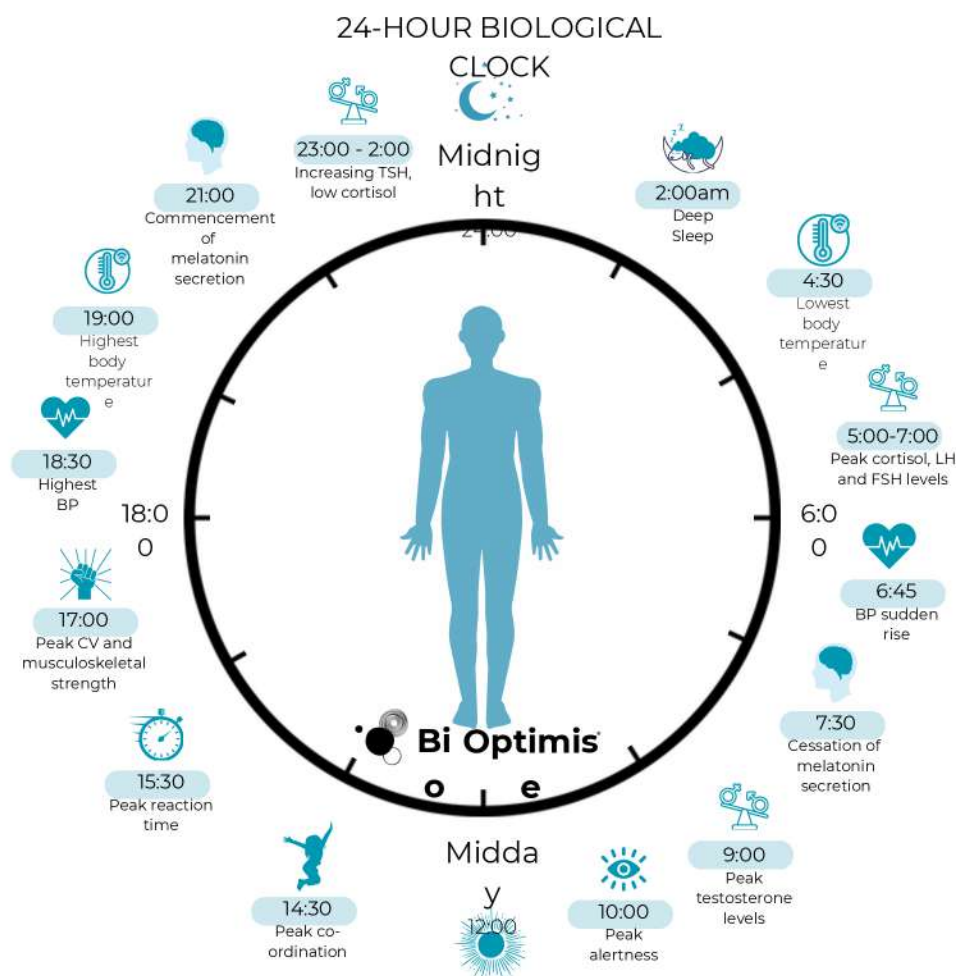 24-HOUR BIOLOGICAL
CLOCK
Midnig
ht
24:00
z z
z
2:00am
Deep
Sleep
4:30
Lowest
body
temperatur
e
5:00-7:00
Peak cortisol, LH
and FSH levels
6:0
0
6:45
BP sudden
rise
7:30
Cessation of
melatonin
secretion
9:00
Peak
testosterone
levels
10:00
Peak
alertness
Midda
y
12:00
14:30
Peak co-
ordination
15:30
Peak reaction
time
17:00
Peak CV and
musculoskeletal
strength
18:0
0
18:30
Highest
BP
19:00
Highest
body
temperatur
e
21:00
Commencement
of
melatonin
secretion
23:00 - 2:00
Increasing TSH,
low cortisol
Bi Optimis
o e